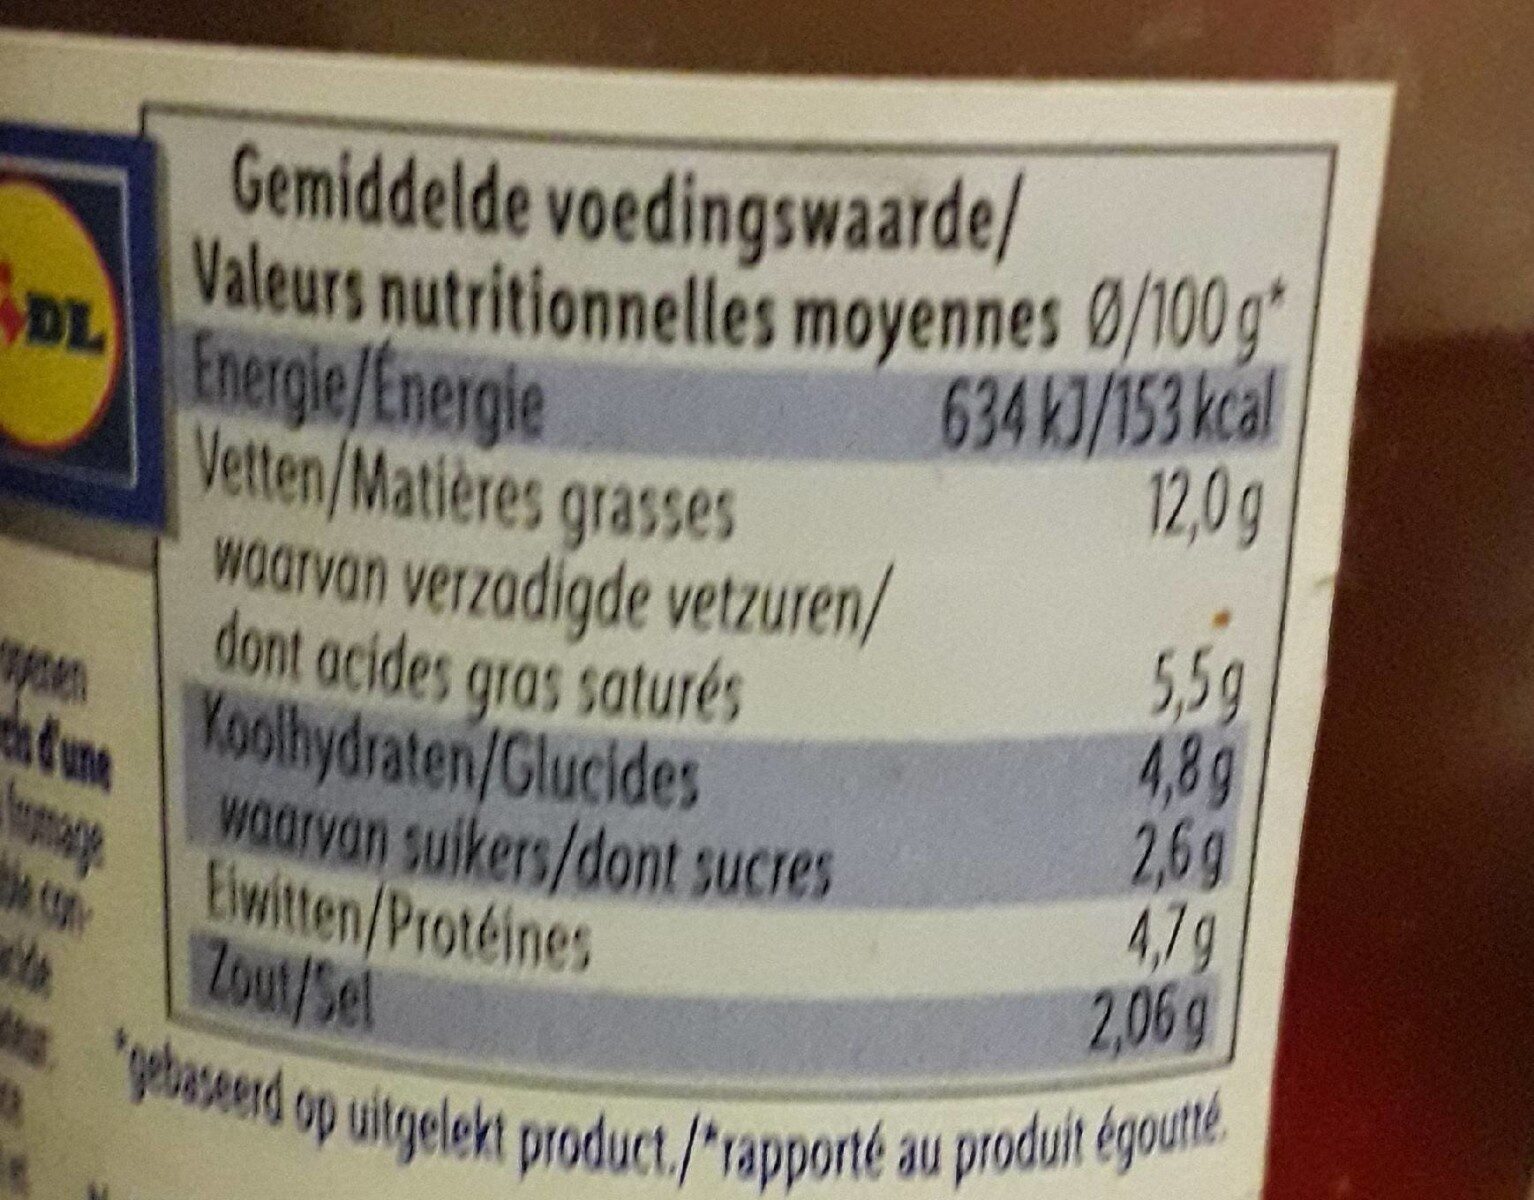 DL
Gemiddelde voedingswaarde/
Valeurs nutritionnelles moyennes Ø/100 g*
Energie/Énergie 634 kJ/153 kcal
Vetten/Matières grasses 12,0 g
waarvan verzadigde vetzuren/
dont acides gras saturés 5,5 g
Koolhydraten/Glucides 4,8 g
waarvan suikers/dont sucres 2,6 g
Eiwitten/Protéines 4,7 g
Zout/Sel 2,06 g
*gebaseerd op uitgelekt product./*rapporté au produit égoutté.
d'une